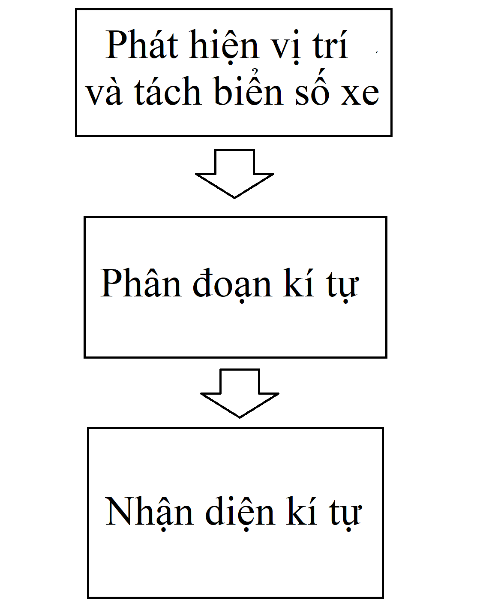 Phát hiện vị trí
và tách biển số xe
Phân đoạn kí tự
Nhận diện kí tự